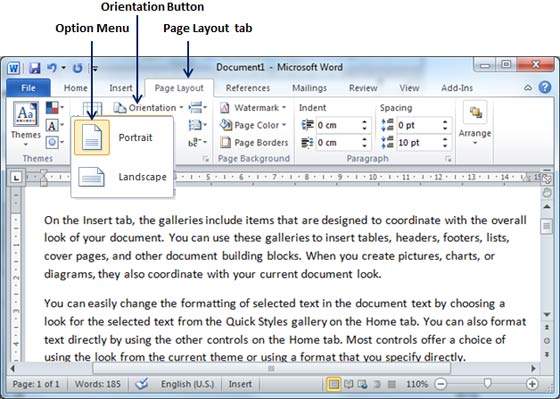 Orientation Button
Option Menu
Page Layout tab
Document1 - Microsoft Word
File Home Insert Page Layout References Mailings Review View Add-Ins
Orientation Watermark Indent Spacing
Aa Page Color 0 cm 0 pt
Themes Page Borders 0 cm 10 pt Arrange
Themes Page Background Paragraph
Portrait
Landscape
On the Insert tab, the galleries include items that are designed to coordinate with the overall
look of your document. You can use these galleries to insert tables, headers, footers, lists,
cover pages, and other document building blocks. When you create pictures, charts, or
diagrams, they also coordinate with your current document look.
You can easily change the formatting of selected text in the document text by choosing a
look for the selected text from the Quick Styles gallery on the Home tab. You can also format
text directly by using the other controls on the Home tab. Most controls offer a choice of
using the look from the current theme or using a format that you specify directly.
Page: 1 of 1 Words: 185 English (U.S.) Insert 110%